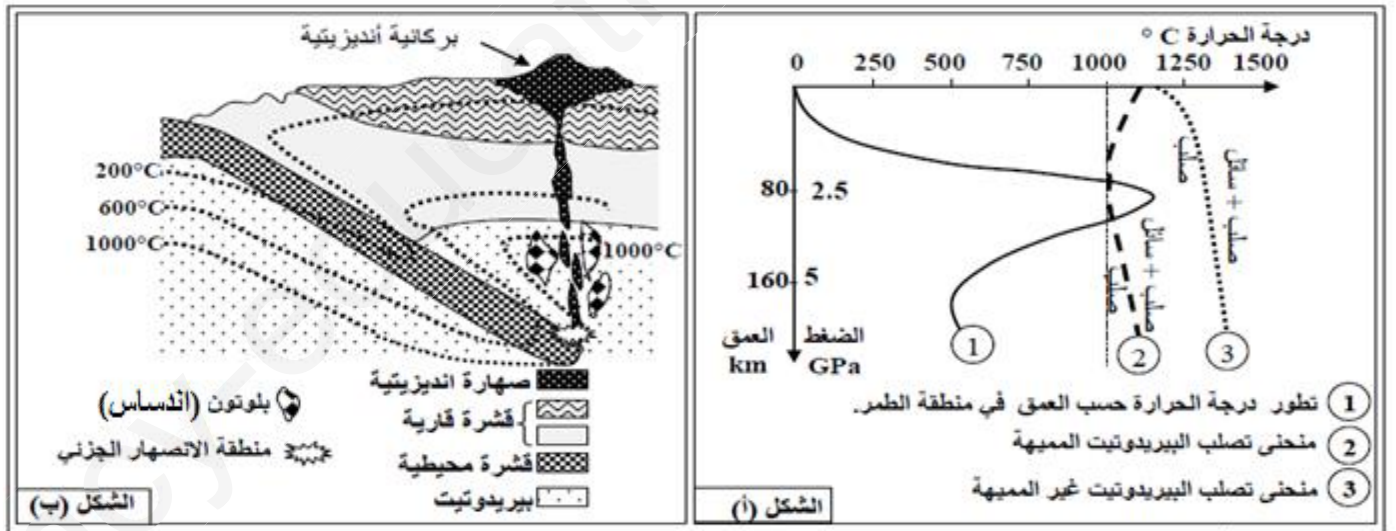 درجة الحرارة C °
0 250 500 750 1000 1250 1500
80 2.5
160 5
صلب
صلب + سائل
صلب
صلب + سائل
العمق
km
الضغط
GPa
1
2
3
1 تطور درجة الحرارة حسب العمق في منطقة الطمر.
2 منحنى تصلب البيريدوتيت المميهة
3 منحنى تصلب البيريدوتيت غير المميهة
الشكل (أ)
بركانية أنديزيتية
200°C
600°C
1000°C
1000°C
صهارة انديزيتية
قشرة قارية
قشرة محيطية
بيريدوتيت
بلوتون (اندساس)
منطقة الانصهار الجزئي
الشكل (ب)